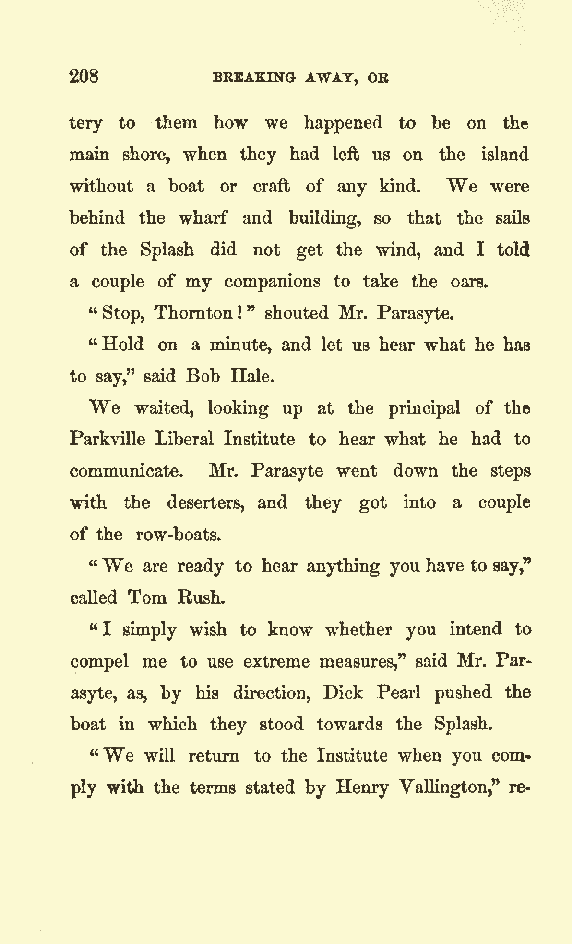 208 BREAKING AWAY, OR
tery to them how we happened to be on the
main shore, when they had left us on the island
without a boat or craft of any kind. We were
behind the wharf and building, so that the sails
of the Splash did not get the wind, and I told
a couple of my companions to take the oars.
"Stop, Thornton!" shouted Mr. Parasyte.
"Hold on a minute, and let us hear what he has
to say," said Bob Hale.
We waited, looking up at the principal of the
Parkville Liberal Institute to hear what he had to
communicate. Mr. Parasyte went down the steps
with the deserters, and they got into a couple
of the row-boats.
"We are ready to hear anything you have to say,"
called Tom Rush.
"I simply wish to know whether you intend to
compel me to use extreme measures," said Mr. Par-
asyte, as, by his direction, Dick Pearl pushed the
boat in which they stood towards the Splash.
"We will return to the Institute when you com-
ply with the terms stated by Henry Vallington," re-